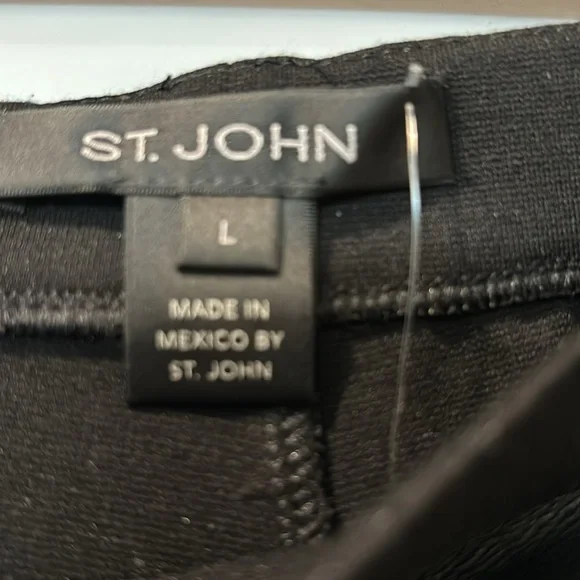 ST. JOHN
L
MADE IN
MEXICO BY
ST. JOHN